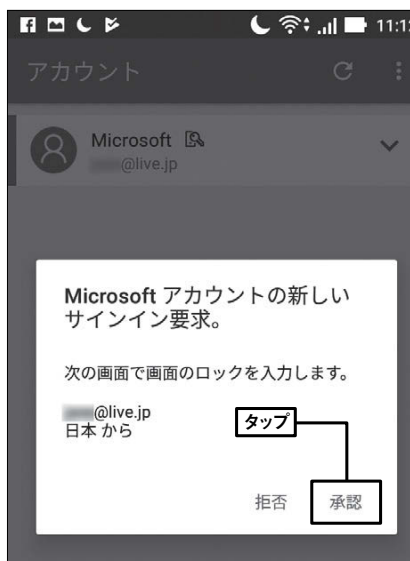 11:1
アカウント
Microsoft
@live.jp
Microsoft アカウントの新しい
サインイン要求。
次の画面で画面のロックを入力します。
@live.jp
日本 から
タップ
拒否
承認